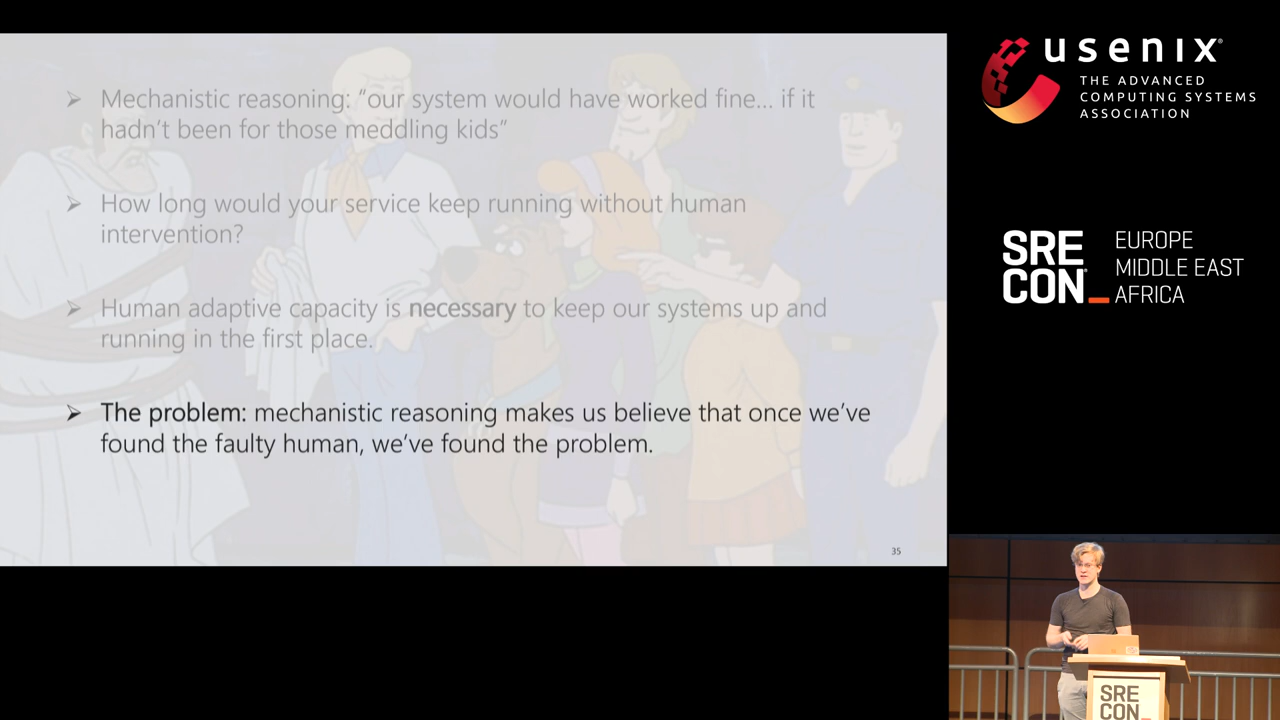 ➢ Mechanistic reasoning: “our system would have worked fine... if it
hadn’t been for those meddling kids”
➢ How long would your service keep running without human
intervention?
➢ Human adaptive capacity is necessary to keep our systems up and
running in the first place.
➢ The problem: mechanistic reasoning makes us believe that once we’ve
found the faulty human, we’ve found the problem.
35
usenix®
THE ADVANCED
COMPUTING SYSTEMS
ASSOCIATION
SRE
CON®_
EUROPE
MIDDLE EAST
AFRICA
SRE
CON_